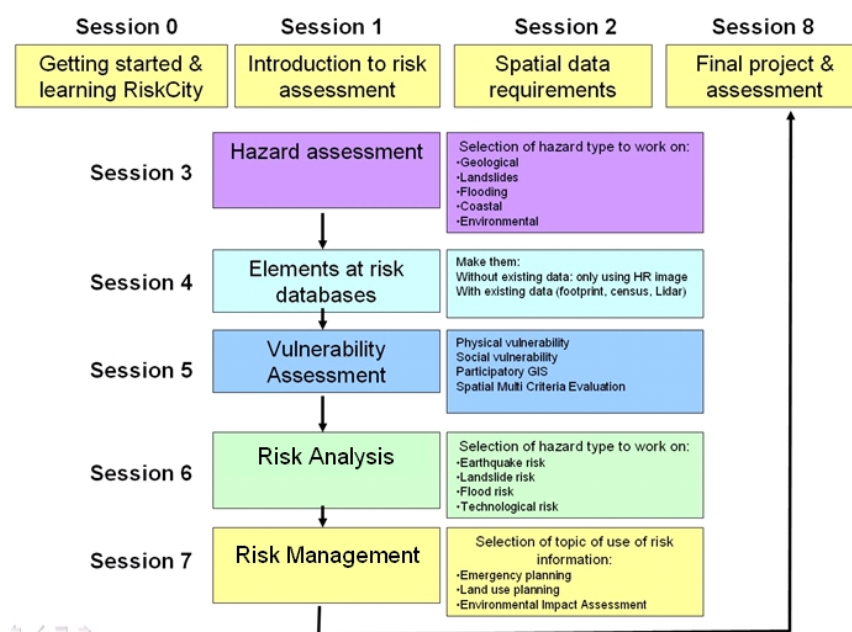 Session 0
Session 1
Session 2
Session 8
Getting started &
learning RiskCity
Introduction to risk
assessment
Spatial data
requirements
Final project &
assessment
Session 3
Hazard assessment
Selection of hazard type to work on:
•Geological
•Landslides
•Flooding
•Coastal
•Environmental
Session 4
Elements at risk
databases
Make them:
Without existing data: only using HR image
With existing data (footprint, census, Lidar)
Session 5
Vulnerability
Assessment
Physical vulnerability
Social vulnerability
Participatory GIS
Spatial Multi Criteria Evaluation
Session 6
Risk Analysis
Selection of hazard type to work on:
•Earthquake risk
•Landslide risk
•Flood risk
•Technological risk
Session 7
Risk Management
Selection of topic of use of risk
information:
•Emergency planning
•Land use planning
•Environmental Impact Assessment